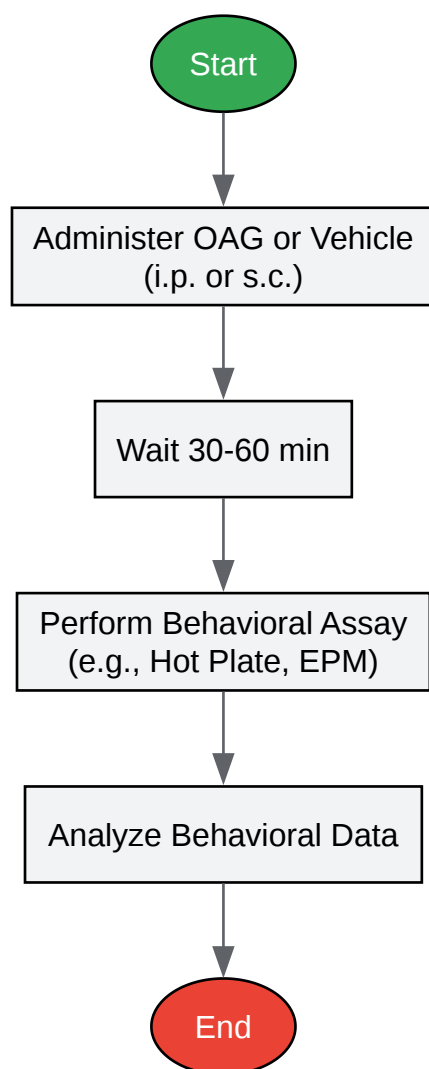 Start
Administer OAG or Vehicle
(i.p. or s.c.)
Wait 30-60 min
Perform Behavioral Assay
(e.g., Hot Plate, EPM)
Analyze Behavioral Data
End